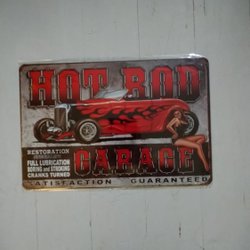 HOT ROD
RESTORATION
FULL LUBRICATION
BORING and STROKING
CRANKS TURNED
GARAGE
SATISFACTION GUARANTEED